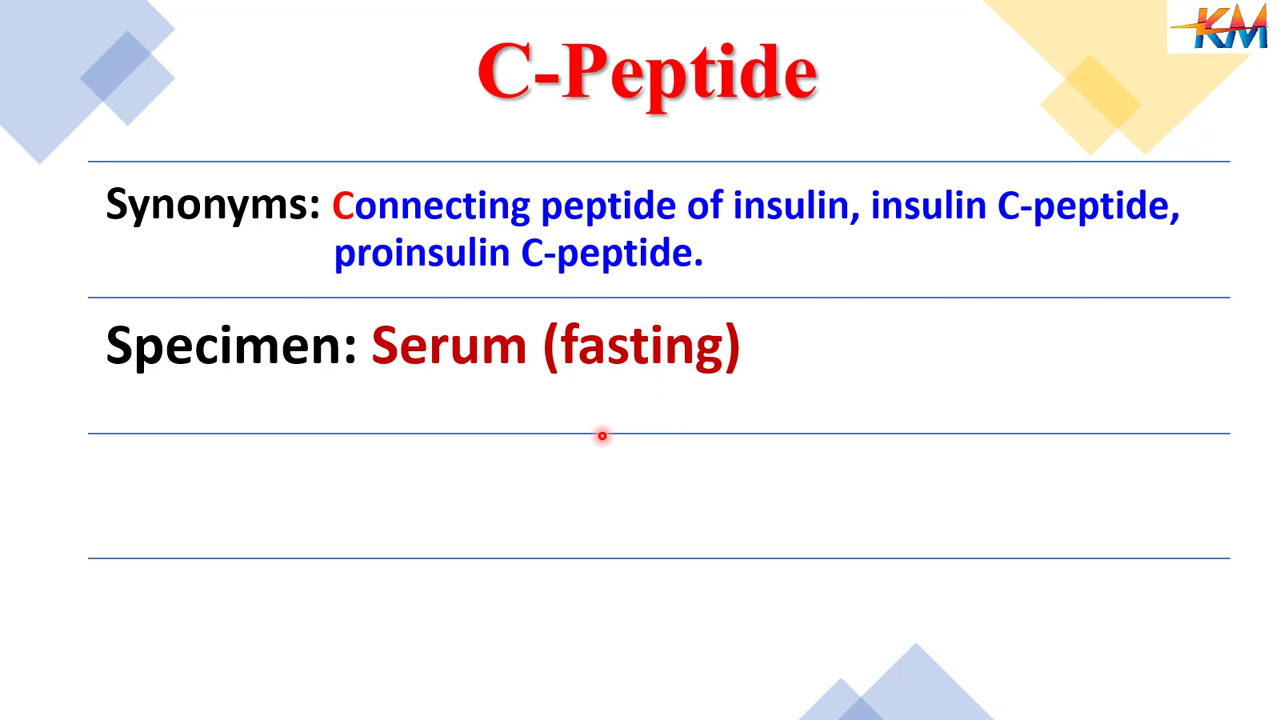 KM
C-Peptide
Synonyms: Connecting peptide of insulin, insulin C-peptide,
proinsulin C-peptide.
Specimen: Serum (fasting)